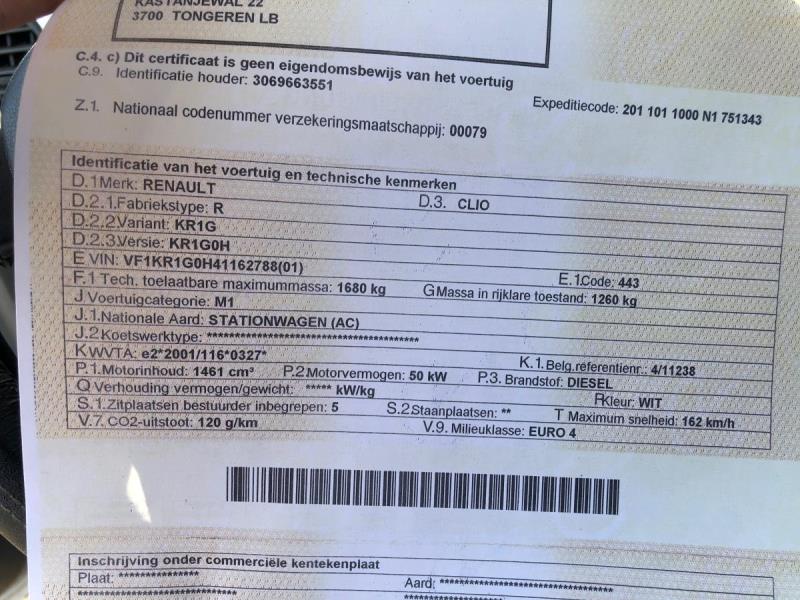 KASTANJEWAL 22
3700 TONGEREN LB
C.4. c) Dit certificaat is geen eigendomsbewijs van het voertuig
C.9. Identificatie houder: 3069663551
Expeditiecode: 201 101 1000 N1 751343
Z.1. Nationaal codenummer verzekeringsmaatschappij: 00079
Identificatie van het voertuig en technische kenmerken
D.1 Merk: RENAULT
D.2.1. Fabriekstype: R D.3. CLIO
D.2.2. Variant: KR1G
D.2.3. Versie: KR1G0H
E VIN: VF1KR1G0H41162788(01) E.1. Code: 443
F.1 Tech. toelaatbare maximummassa: 1680 kg G Massa in rijklare toestand: 1260 kg
J Voertuigcategorie: M1
J.1. Nationale Aard: STATIONWAGEN (AC)
J.2 Koetswerktype: ***********************************
K WVTA: e2*2001/116*0327* K.1. Belg.referentienr.: 4/11238
P.1. Motorinhoud: 1461 cm³ P.2 Motorvermogen: 50 kW P.3. Brandstof: DIESEL
Q Verhouding vermogen/gewicht: ***** kW/kg R Kleur: WIT
S.1. Zitplaatsen bestuurder inbegrepen: 5 S.2 Staanplaatsen: ** T Maximum snelheid: 162 km/h
V.7. CO2-uitstoot: 120 g/km V.9. Milieuklasse: EURO 4
Inschrijving onder commerciële kentekenplaat
Plaat: *************** Aard: ********************************